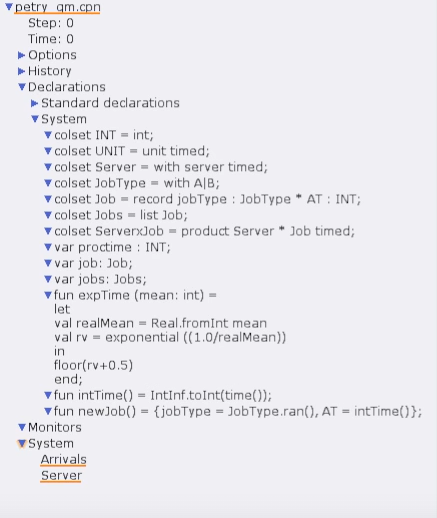 petry_qm.cpn
Step: 0
Time: 0
Options
History
Declarations
Standard declarations
System
colset INT = int;
colset UNIT = unit timed;
colset Server = with server timed;
colset JobType = with A|B;
colset Job = record jobType : JobType * AT : INT;
colset Jobs = list Job;
colset ServerxJob = product Server * Job timed;
var proctime : INT;
var job: Job;
var jobs: Jobs;
fun expTime (mean: int) =
let
val realMean = Real.fromInt mean
val rv = exponential ((1.0/realMean))
in
floor(rv+0.5)
end;
fun intTime() = IntInf.toInt(time());
fun newJob() = {jobType = JobType.ran(), AT = intTime()};
Monitors
System
Arrivals
Server